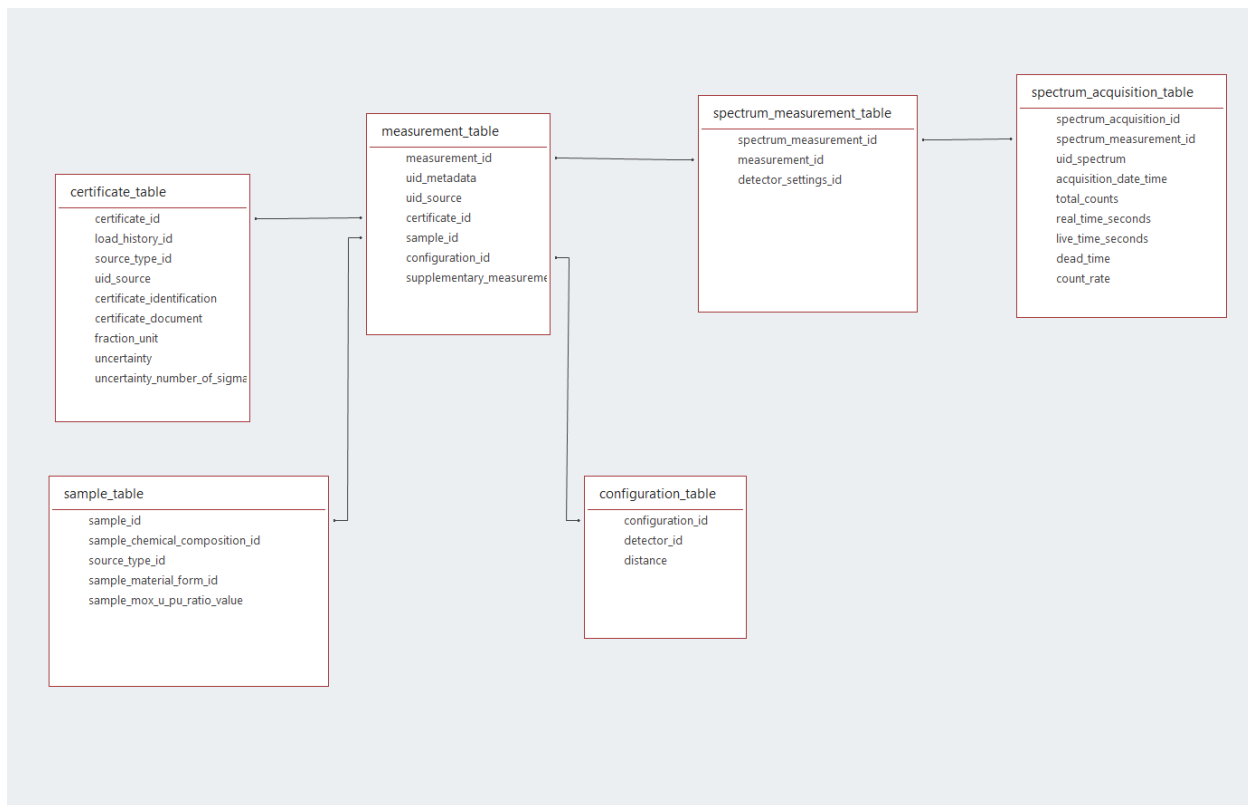 certificate_table
certificate_id
load_history_id
source_type_id
uid_source
certificate_identification
certificate_document
fraction_unit
uncertainty
uncertainty_number_of_sigma
measurement_table
measurement_id
uid_metadata
uid_source
certificate_id
sample_id
configuration_id
supplementary_measureme
spectrum_measurement_table
spectrum_measurement_id
measurement_id
detector_settings_id
spectrum_acquisition_table
spectrum_acquisition_id
spectrum_measurement_id
uid_spectrum
acquisition_date_time
total_counts
real_time_seconds
live_time_seconds
dead_time
count_rate
sample_table
sample_id
sample_chemical_composition_id
source_type_id
sample_material_form_id
sample_mox_u_pu_ratio_value
configuration_table
configuration_id
detector_id
distance